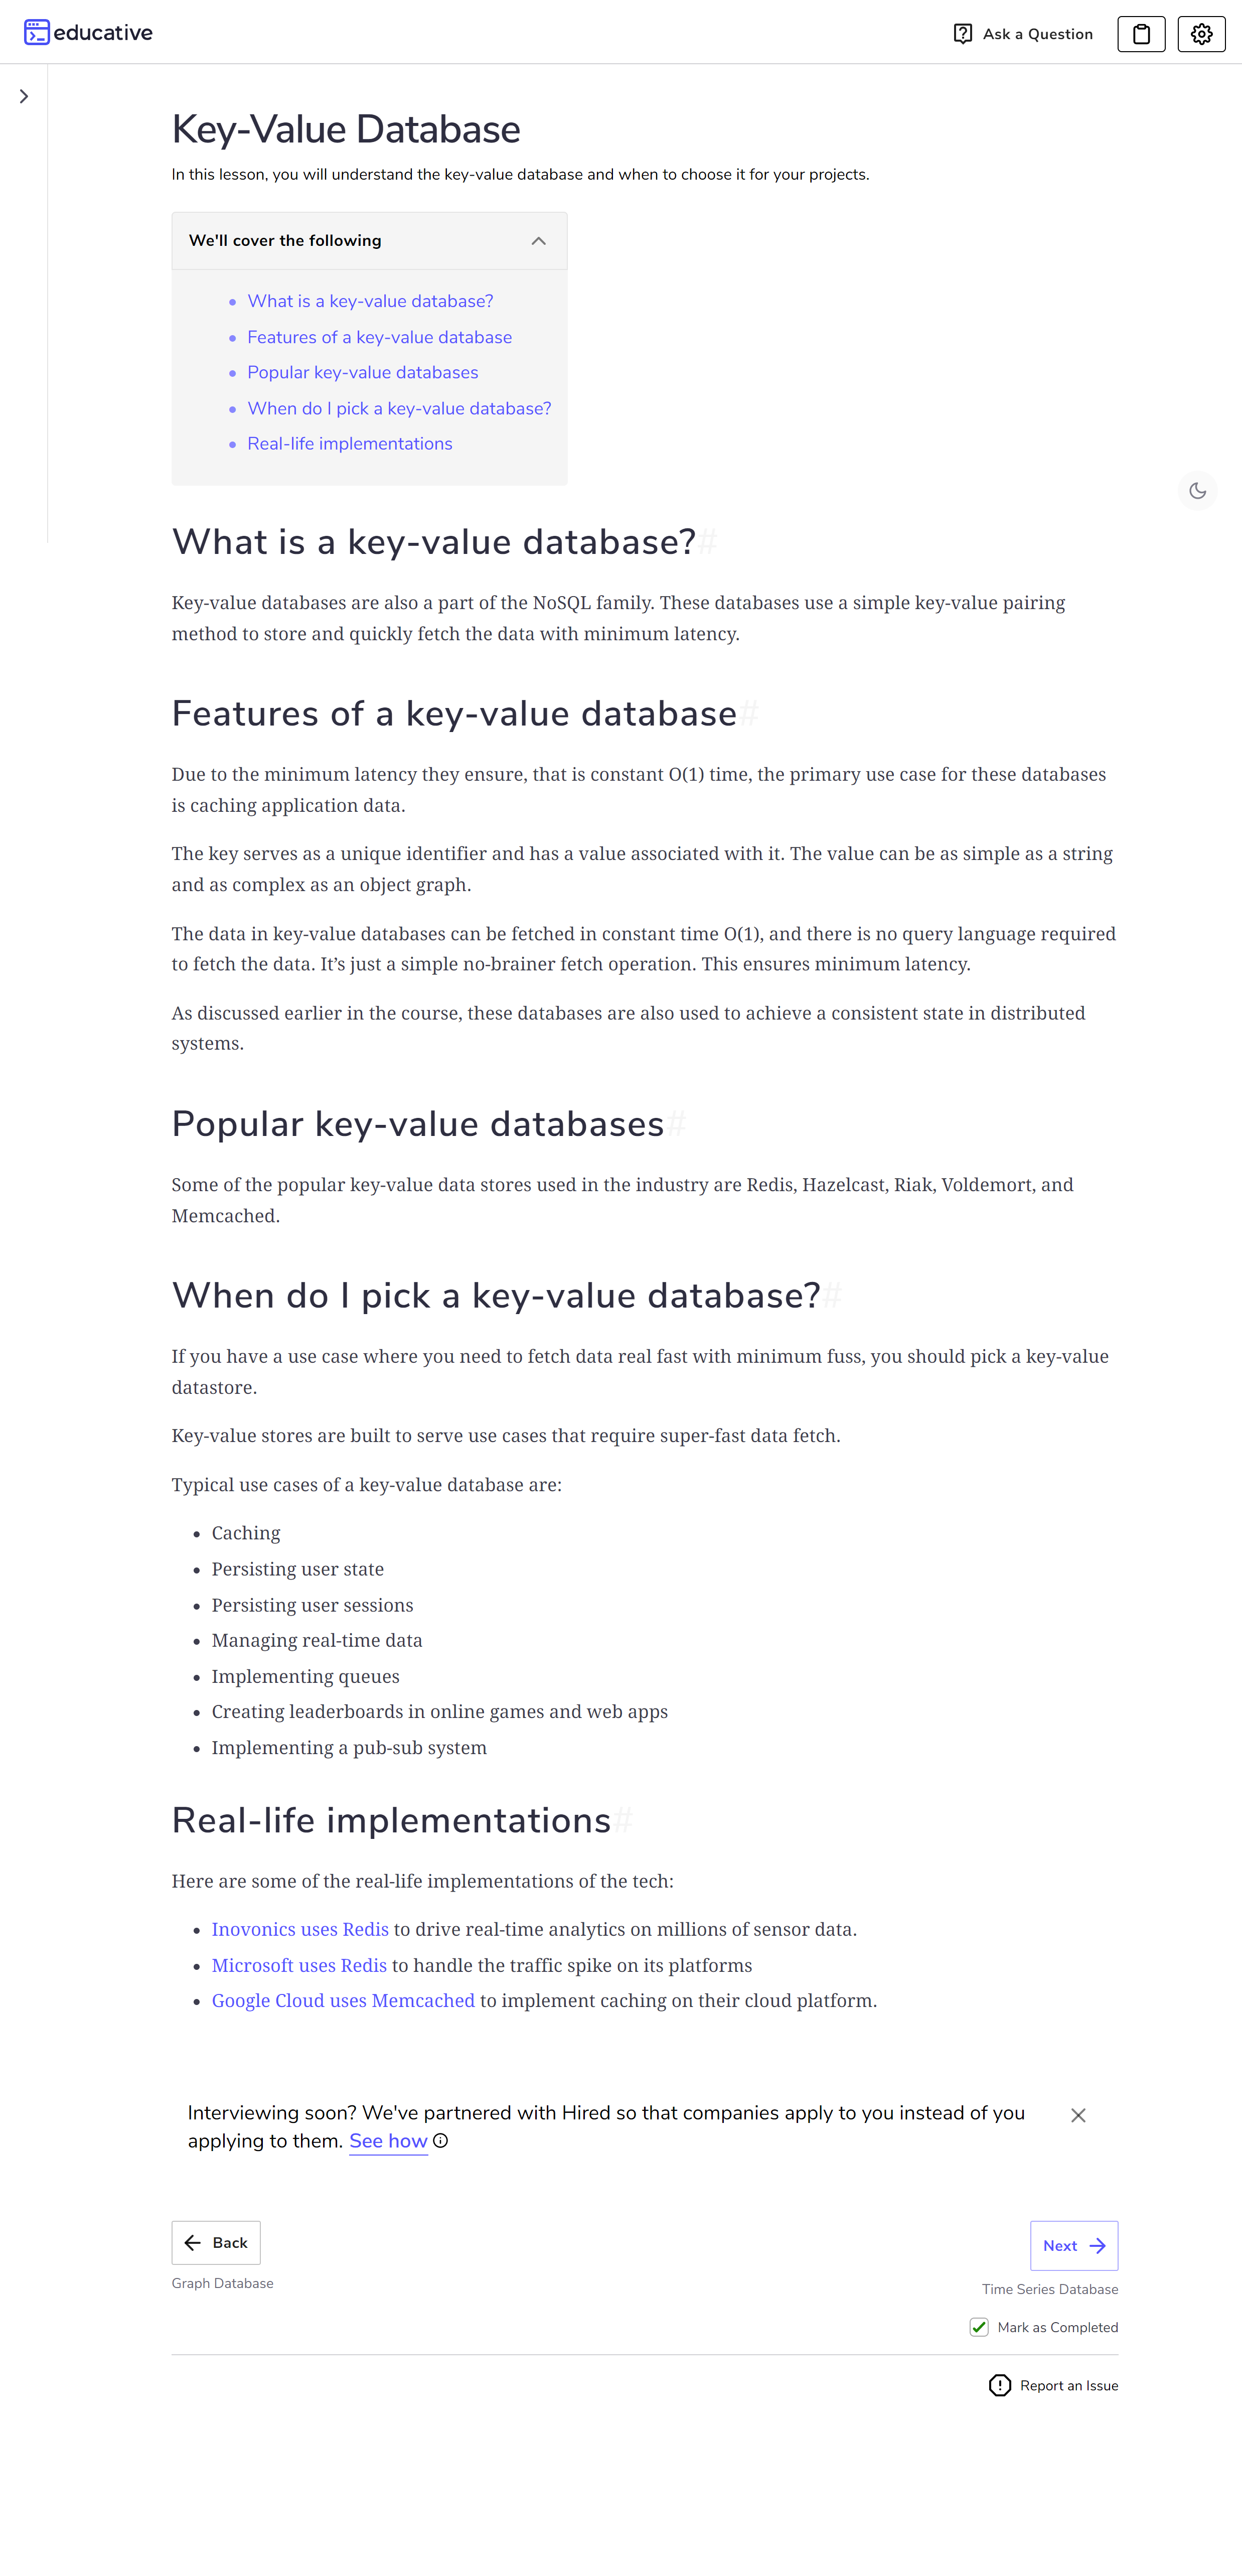 educative
Ask a Question
Key-Value Database
In this lesson, you will understand the key-value database and when to choose it for your projects.
We'll cover the following
• What is a key-value database?
• Features of a key-value database
• Popular key-value databases
• When do I pick a key-value database?
• Real-life implementations
What is a key-value database?#
Key-value databases are also a part of the NoSQL family. These databases use a simple key-value pairing
method to store and quickly fetch the data with minimum latency.
Features of a key-value database#
Due to the minimum latency they ensure, that is constant O(1) time, the primary use case for these databases
is caching application data.
The key serves as a unique identifier and has a value associated with it. The value can be as simple as a string
and as complex as an object graph.
The data in key-value databases can be fetched in constant time O(1), and there is no query language required
to fetch the data. It’s just a simple no-brainer fetch operation. This ensures minimum latency.
As discussed earlier in the course, these databases are also used to achieve a consistent state in distributed
systems.
Popular key-value databases#
Some of the popular key-value data stores used in the industry are Redis, Hazelcast, Riak, Voldemort, and
Memcached.
When do I pick a key-value database?#
If you have a use case where you need to fetch data real fast with minimum fuss, you should pick a key-value
datastore.
Key-value stores are built to serve use cases that require super-fast data fetch.
Typical use cases of a key-value database are:
• Caching
• Persisting user state
• Persisting user sessions
• Managing real-time data
• Implementing queues
• Creating leaderboards in online games and web apps
• Implementing a pub-sub system
Real-life implementations#
Here are some of the real-life implementations of the tech:
• Inovonics uses Redis to drive real-time analytics on millions of sensor data.
• Microsoft uses Redis to handle the traffic spike on its platforms
• Google Cloud uses Memcached to implement caching on their cloud platform.
Interviewing soon? We've partnered with Hired so that companies apply to you instead of you
applying to them. See how
Back
Next
Graph Database
Time Series Database
Mark as Completed
Report an Issue